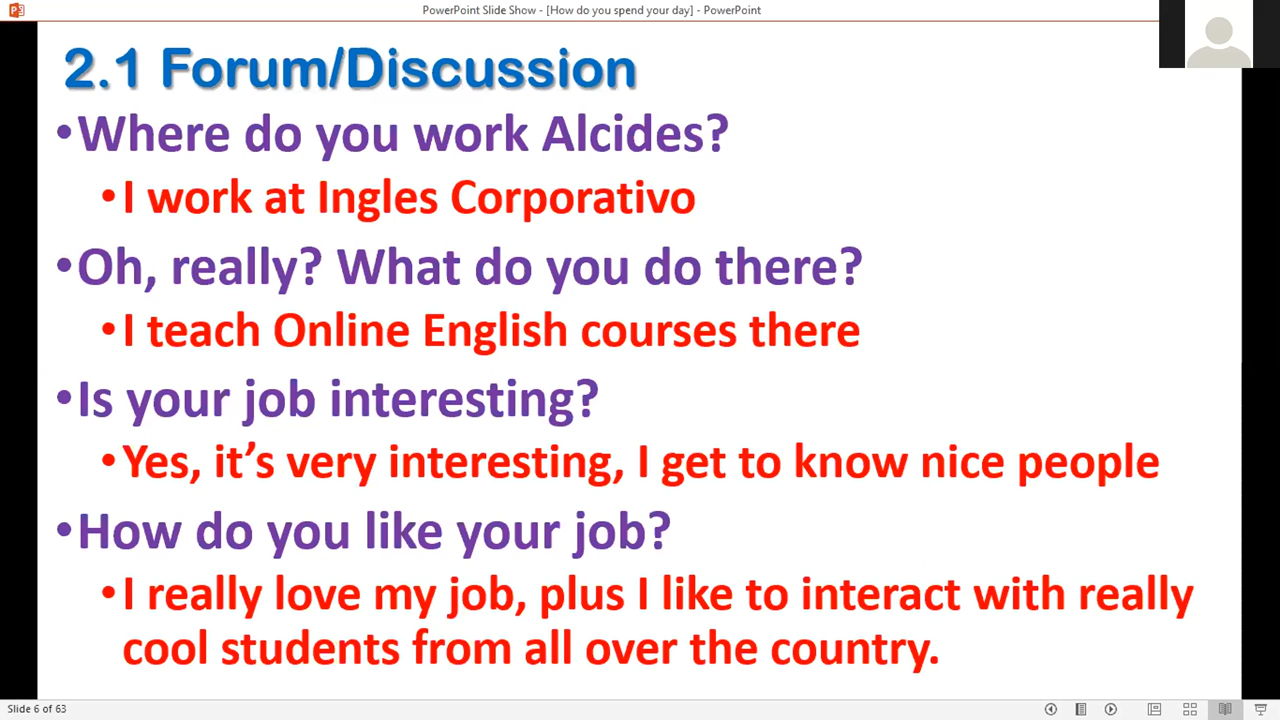 PowerPoint Slide Show - [How do you spend your day] - PowerPoint
2.1 Forum/Discussion
•Where do you work Alcides?
•I work at Ingles Corporativo
•Oh, really? What do you do there?
•I teach Online English courses there
•Is your job interesting?
•Yes, it’s very interesting, I get to know nice people
•How do you like your job?
•I really love my job, plus I like to interact with really
cool students from all over the country.
Slide 6 of 63